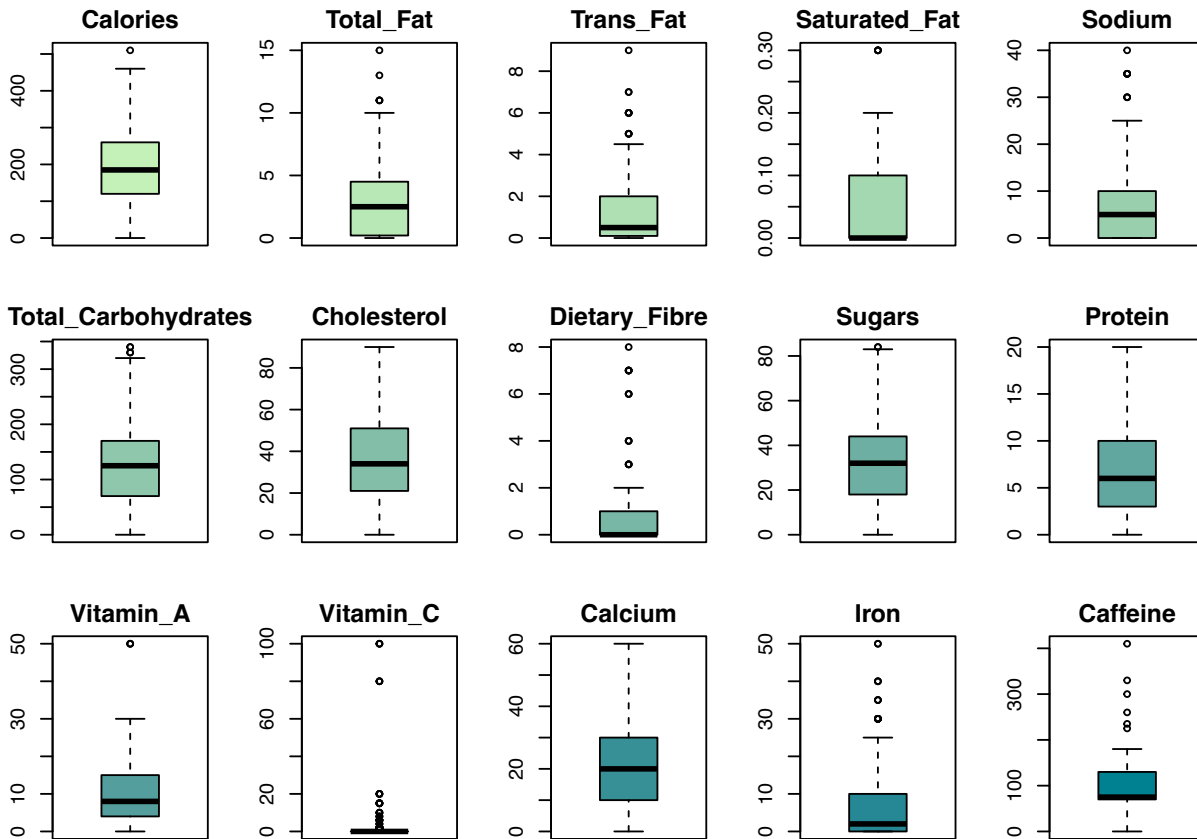 Calories Total_Fat Trans_Fat Saturated_Fat Sodium
0 200 400
0 5 10 15
0 2 4 6 8
0.00 0.10 0.20 0.30
0 10 20 30 40
Total_Carbohydrates Cholesterol Dietary_Fibre Sugars Protein
0 100 200 300
0 20 40 60 80
0 2 4 6 8
0 20 40 60 80
0 5 10 15 20
Vitamin_A Vitamin_C Calcium Iron Caffeine
0 10 30 50
0 20 60 100
0 20 40 60
0 10 30 50
0 100 300